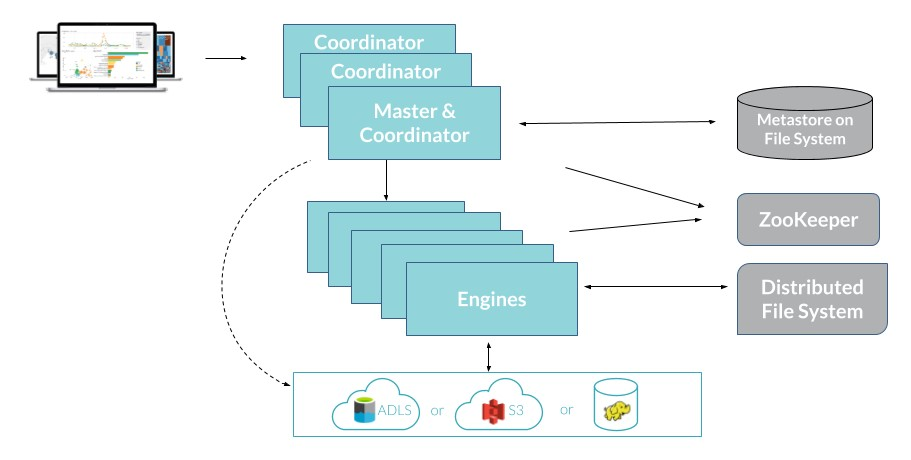 Coordinator
Coordinator
Master &
Coordinator
Metastore on
File System
ZooKeeper
Distributed
File System
Engines
ADLS or S3 or